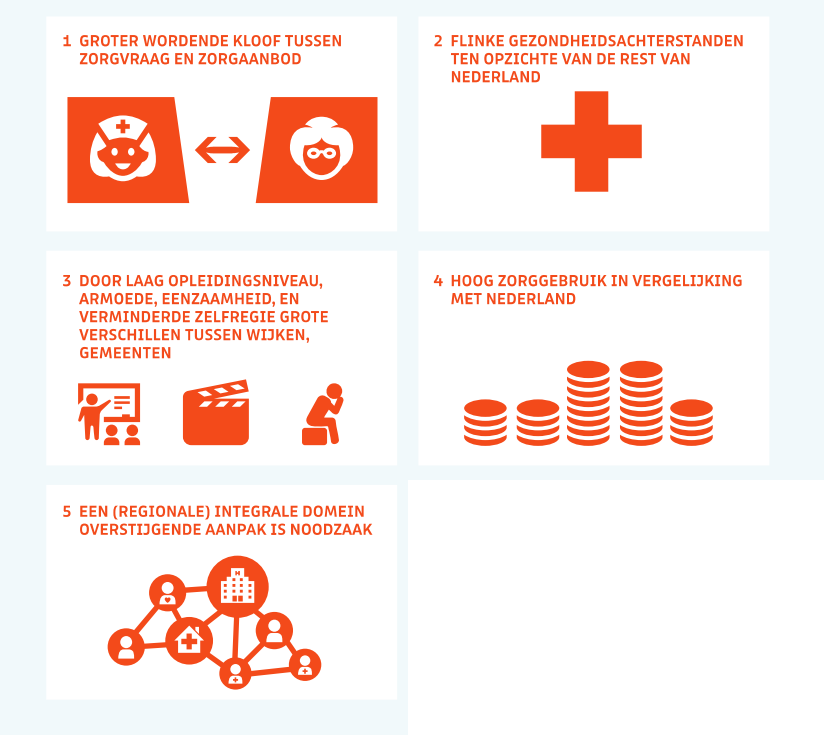 1 GROTER WORDENDE KLOOF TUSSEN
ZORGVRAAG EN ZORGAANBOD
2 FLINKE GEZONDHEIDSACHTERSTANDEN
TEN OPZICHTE VAN DE REST VAN
NEDERLAND
3 DOOR LAAG OPLEIDINGSNIVEAU,
ARMOEDE, EENZAAMHEID, EN
VERMINDERDE ZELFREGIE GROTE
VERSCHILLEN TUSSEN WIJKEN,
GEMEENTEN
4 HOOG ZORGGEBRUIK IN VERGELIJKING
MET NEDERLAND
5 EEN (REGIONALE) INTEGRALE DOMEIN
OVERSTIJGENDE AANPAK IS NOODZAAK
H